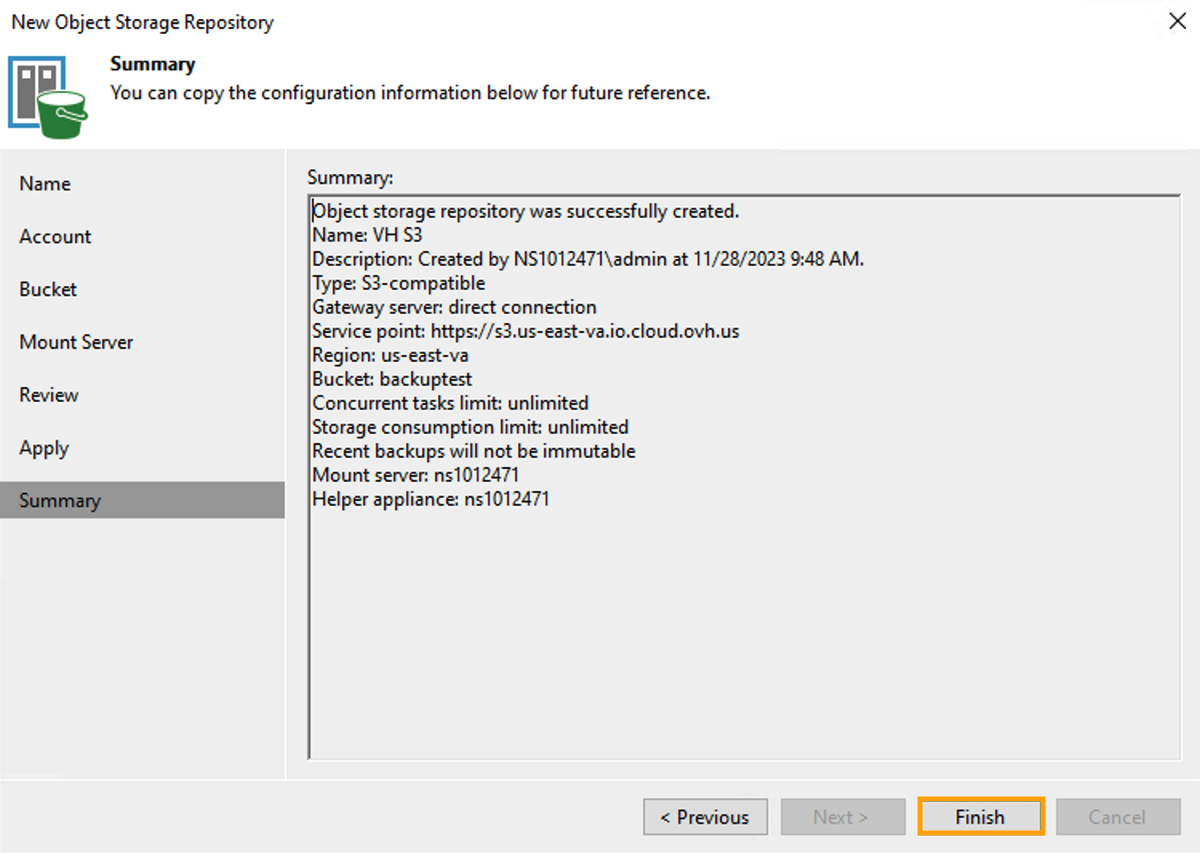 New Object Storage Repository
Summary
You can copy the configuration information below for future reference.
Name
Account
Bucket
Mount Server
Review
Apply
Summary
Summary:
Object storage repository was successfully created.
Name: VH S3
Description: Created by NS1012471\admin at 11/28/2023 9:48 AM.
Type: S3-compatible
Gateway server: direct connection
Service point: https://s3.us-east-va.io.cloud.ovh.us
Region: us-east-va
Bucket: backuptest
Concurrent tasks limit: unlimited
Storage consumption limit: unlimited
Recent backups will not be immutable
Mount server: ns1012471
Helper appliance: ns1012471
< Previous
Next >
Finish
Cancel